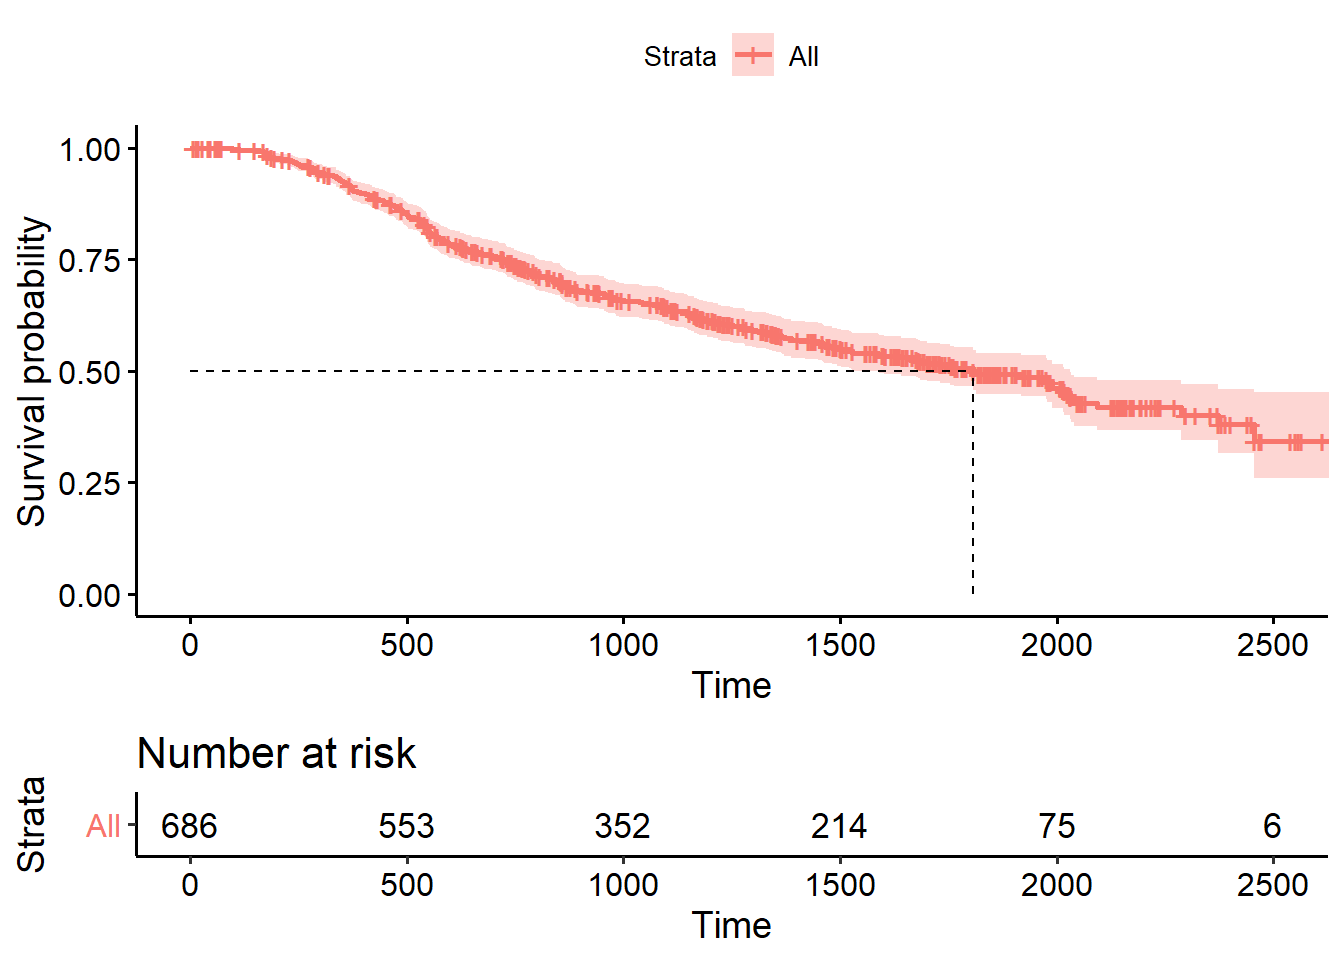 Strata All
Survival probability
1.00
0.75
0.50
0.25
0.00
0 500 1000 1500 2000 2500
Time
Number at risk
Strata
All 686 553 352 214 75 6
0 500 1000 1500 2000 2500
Time